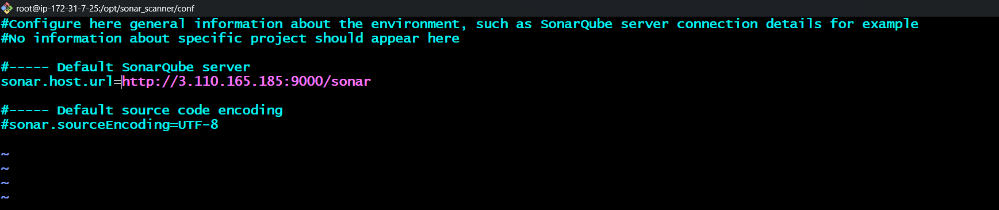 root@ip-172-31-7-25:/opt/sonar_scanner/conf
#Configure here general information about the environment, such as SonarQube server connection details for example
#No information about specific project should appear here
#----- Default SonarQube server
sonar.host.url=http://3.110.165.185:9000/sonar
#----- Default source code encoding
#sonar.sourceEncoding=UTF-8
~
~
~
~